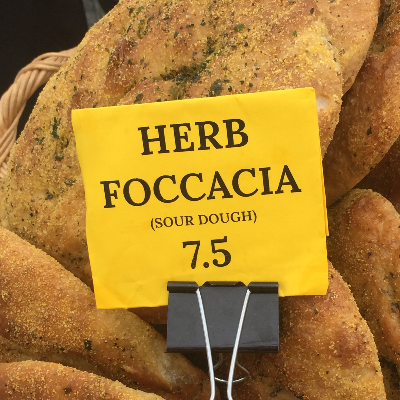 HERB
FOCCACIA
(SOUR DOUGH)
7.5